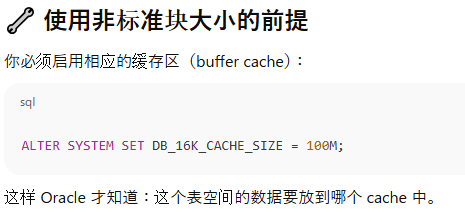 🔧 使用非标准块大小的前提
你必须启用相应的缓存区（buffer cache）：
sql
ALTER SYSTEM SET DB_16K_CACHE_SIZE = 100M;
这样 Oracle 才知道：这个表空间的数据要放到哪个 cache 中。